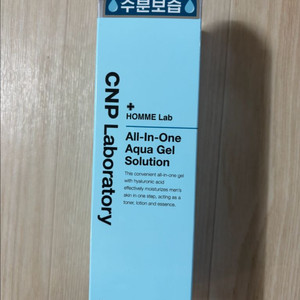 수분보습
CNP Laboratory
+ HOMME Lab
All-In-One
Aqua Gel
Solution
This convenient all-in-one gel
with hyaluronic acid
effectively moisturizes men's
skin in one step, acting as a
toner, lotion and essence.